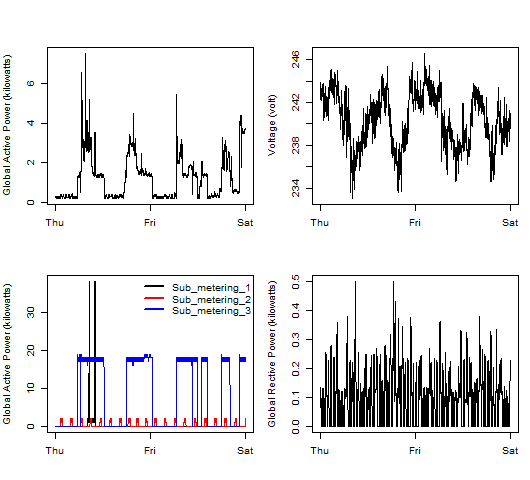 Global Active Power (kilowatts)
6
4
2
0
Thu
Fri
Sat
Voltage (volt)
246
242
238
234
Thu
Fri
Sat
Global Active Power (kilowatts)
30
20
10
0
Sub_metering_1
Sub_metering_2
Sub_metering_3
Thu
Fri
Sat
Global Rective Power (kilowatts)
0.5
0.4
0.3
0.2
0.1
0.0
Thu
Fri
Sat